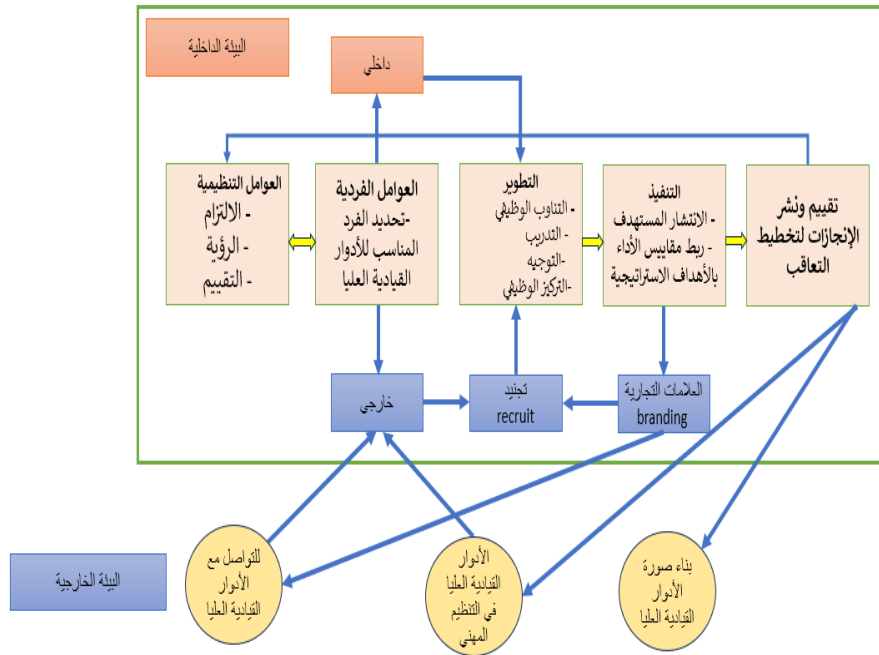 البيئة الداخلية
داخلي
العوامل التنظيمية
- الالتزام
- الرؤية
- التقييم
العوامل الفردية
-تحديد الفرد
المناسب للأدوار
القيادية العليا
التطوير
- التناوب الوظيفي
- التدريب
-التوجيه
-التركيز الوظيفي
التنفيذ
- الانتشار المستهدف
- ربط مقاييس الأداء
بالأهداف الاستراتيجية
تقييم ونشر
الإنجازات لتخطيط
التعاقب
خارجي
تجنيد
recruit
العلامات التجارية
branding
البيئة الخارجية
للتواصل مع
الأدوار
القيادية العليا
الأدوار
القيادية العليا
في التنظيم
المهني
بناء صورة
الأدوار
القيادية العليا